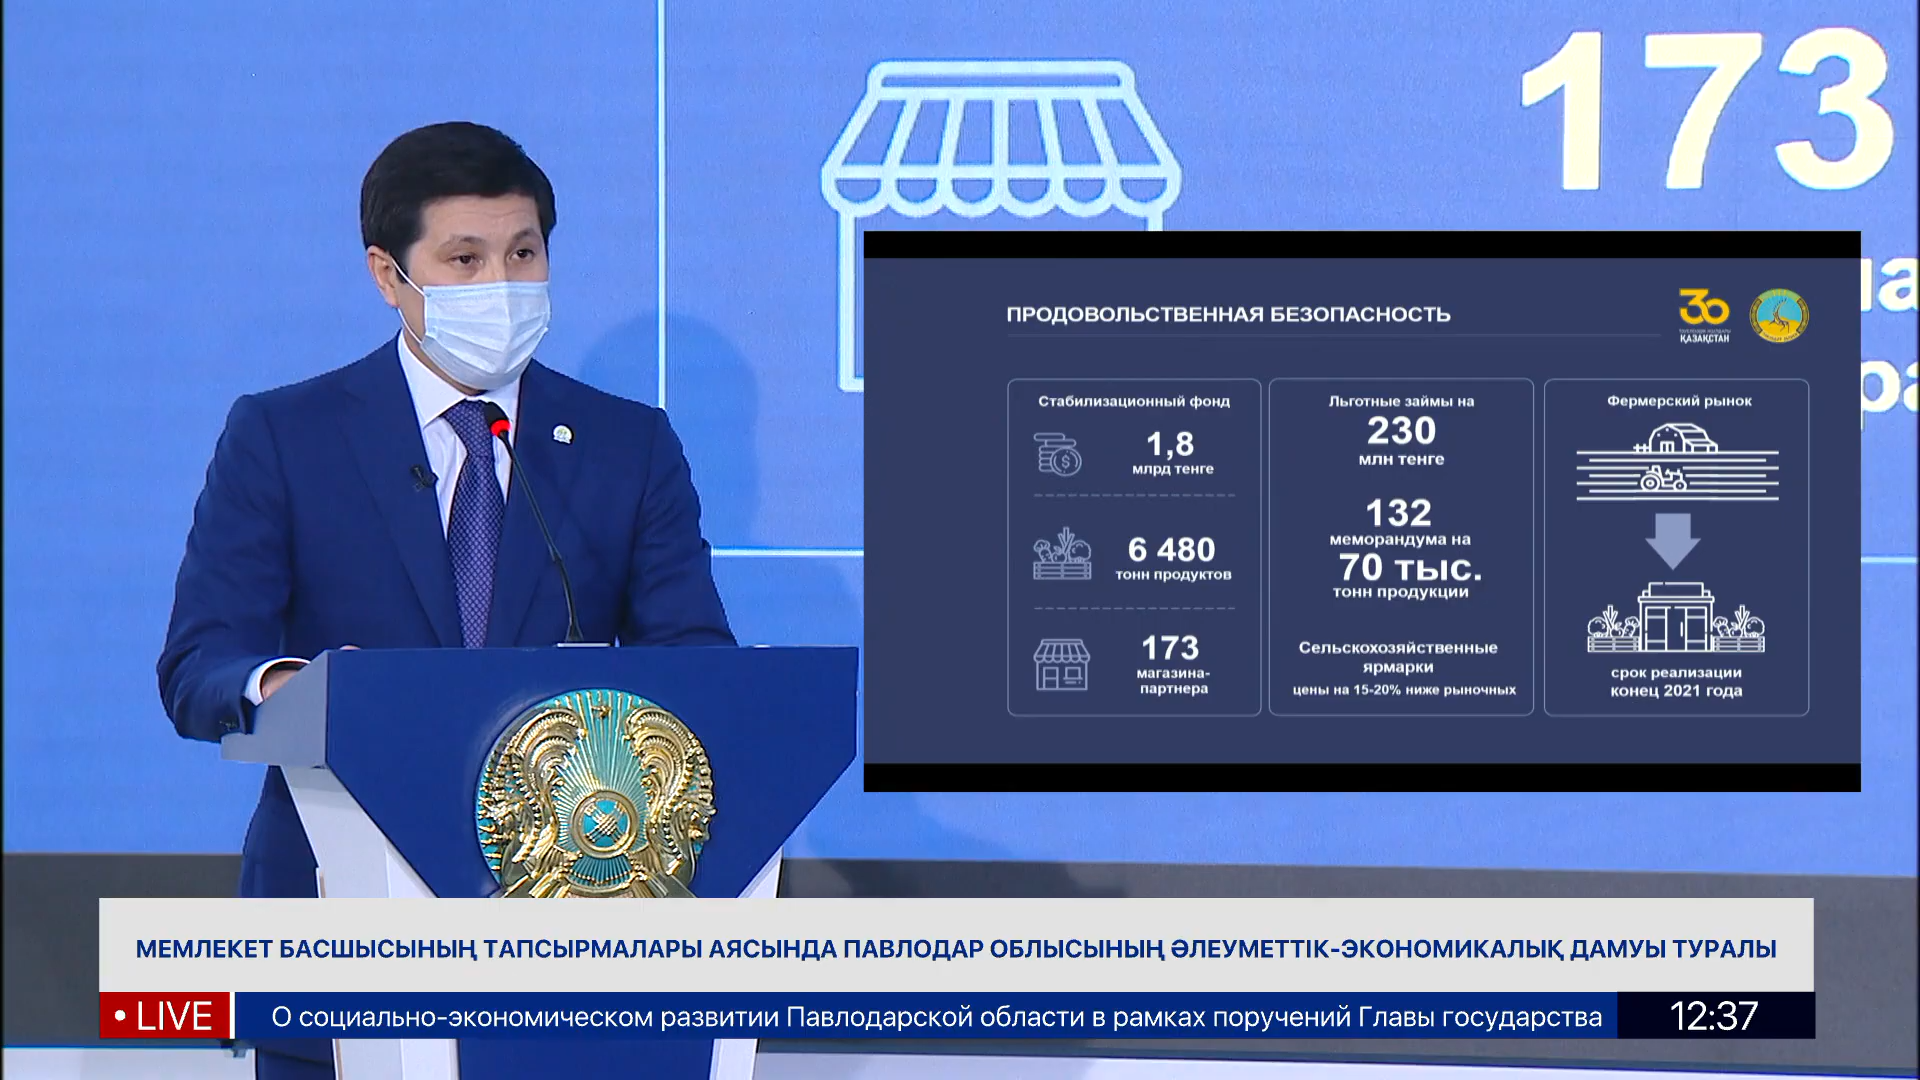 173
ПРОДОВОЛЬСТВЕННАЯ БЕЗОПАСНОСТЬ
30
ҚАЗАҚСТАН
Стабилизационный фонд
1,8
млрд тенге
6 480
тонн продуктов
173
магазина-
партнера
Льготные займы на
230
млн тенге
132
меморандума на
70 тыс.
тонн продукции
Сельскохозяйственные
ярмарки
цены на 15-20% ниже рыночных
Фермерский рынок
срок реализации
конец 2021 года
МЕМЛЕКЕТ БАСШЫСЫНЫҢ ТАПСЫРМАЛАРЫ АЯСЫНДА ПАВЛОДАР ОБЛЫСЫНЫҢ ӘЛЕУМЕТТІК-ЭКОНОМИКАЛЫҚ ДАМУЫ ТУРАЛЫ
• LIVE
О социально-экономическом развитии Павлодарской области в рамках поручений Главы государства
12:37